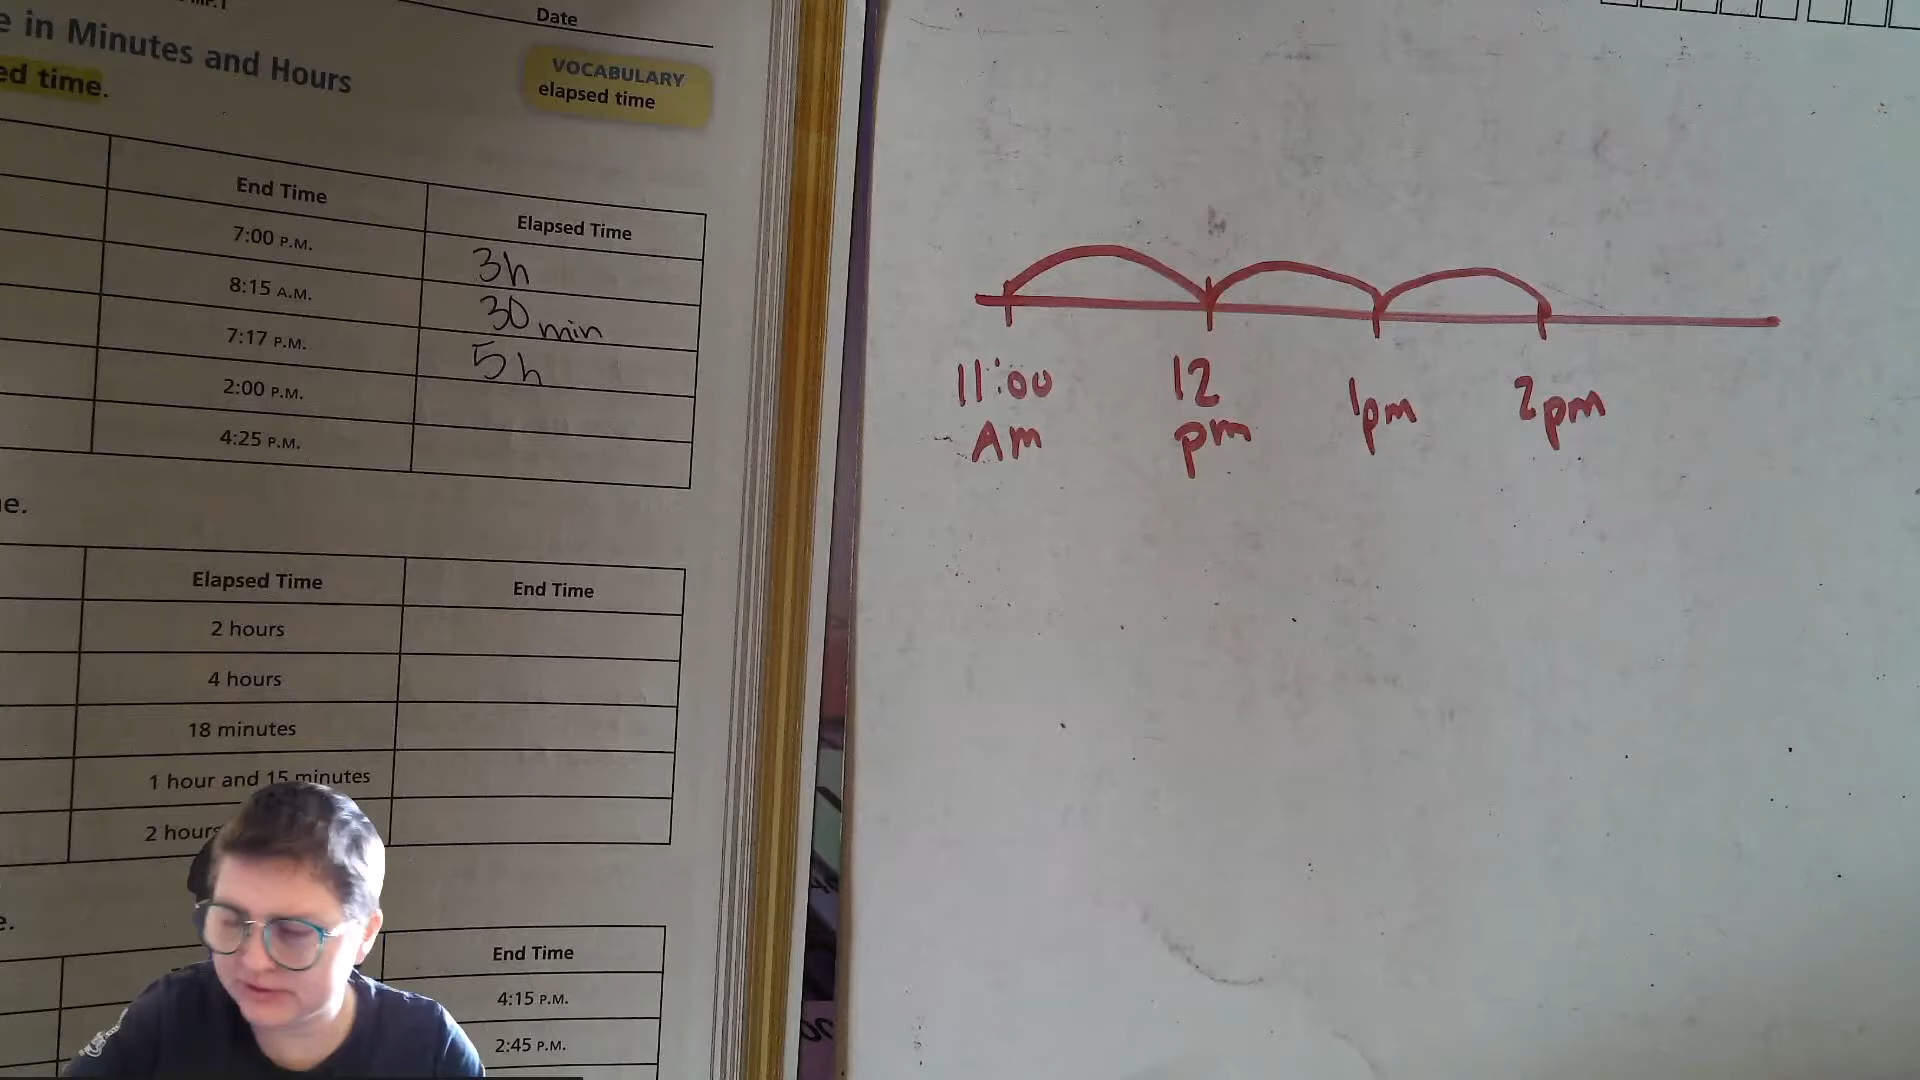 Date
e in Minutes and Hours
ed time.
VOCABULARY
elapsed time
End Time
Elapsed Time
7:00 P.M.
3h
8:15 A.M.
30 min
7:17 P.M.
5h
2:00 P.M.
4:25 P.M.
e.
Elapsed Time
End Time
2 hours
4 hours
18 minutes
1 hour and 15 minutes
2 hours
e.
End Time
4:15 P.M.
2:45 P.M.
11:00
Am
12
pm
1pm
2pm